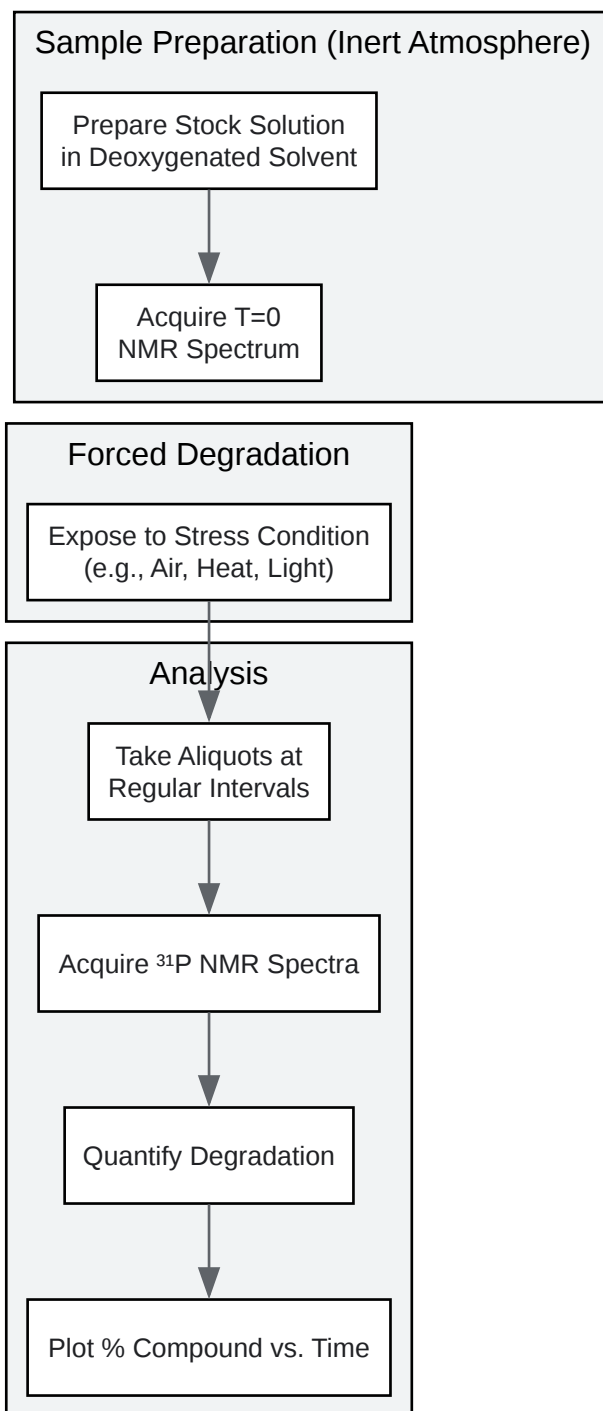 Sample Preparation (Inert Atmosphere)
Prepare Stock Solution
in Deoxygenated Solvent
Acquire T=0
NMR Spectrum
Forced Degradation
Expose to Stress Condition
(e.g., Air, Heat, Light)
Analysis
Take Aliquots at
Regular Intervals
Acquire ³¹P NMR Spectra
Quantify Degradation
Plot % Compound vs. Time